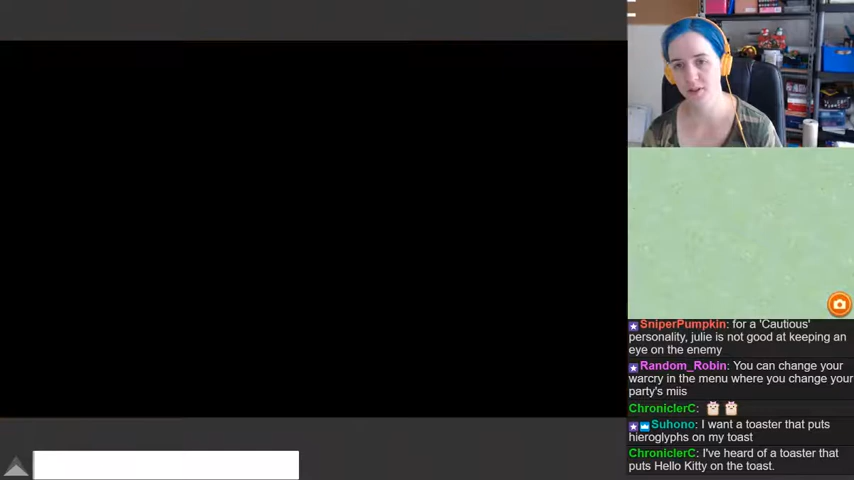 SniperPumpkin: for a 'Cautious'
personality, julie is not good at keeping an
eye on the enemy
Random_Robin: You can change your
warcry in the menu where you change your
party's miis
ChroniclerC:
Suhono: I want a toaster that puts
hieroglyphs on my toast
ChroniclerC: I've heard of a toaster that
puts Hello Kitty on the toast.